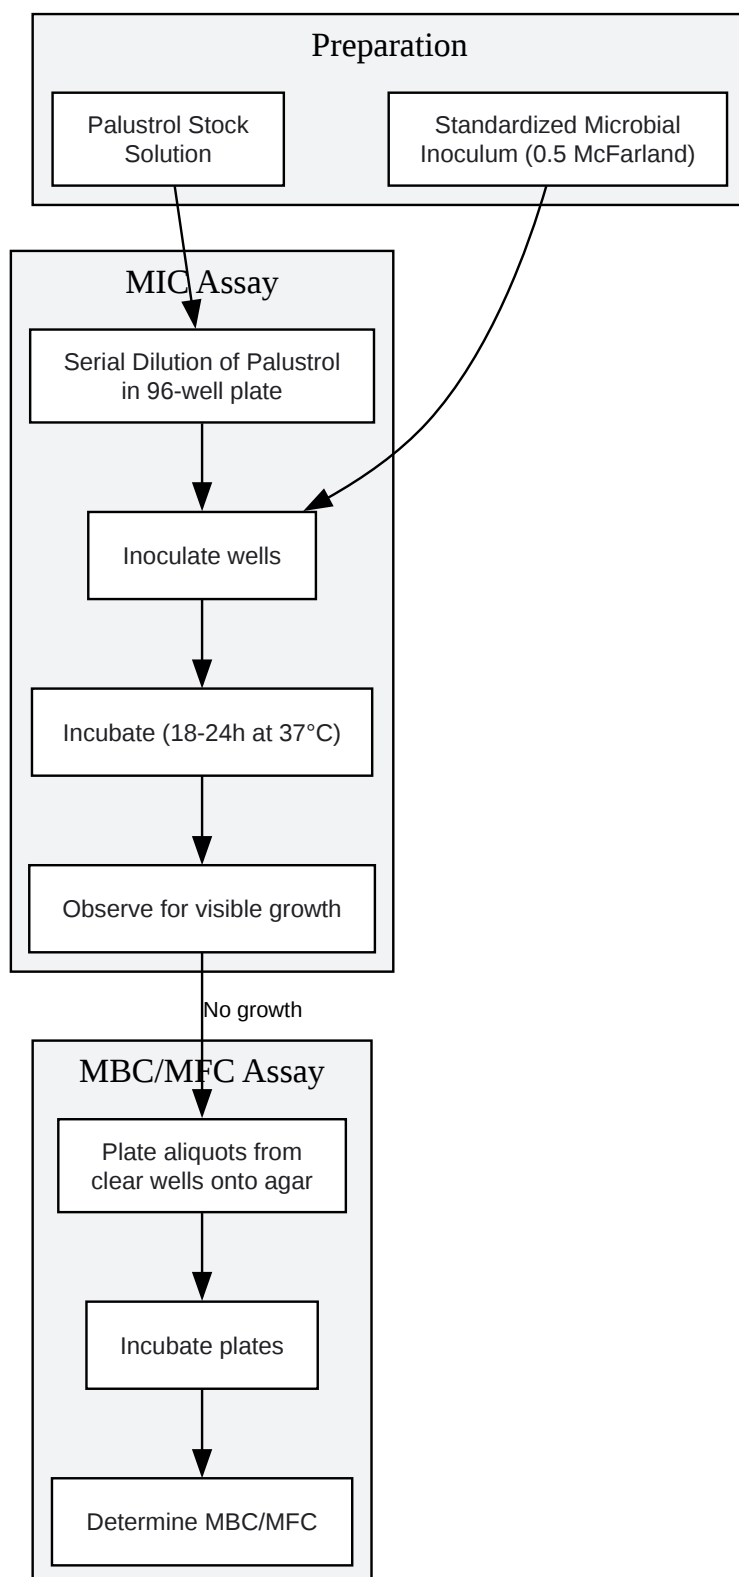 Preparation
Palustrol Stock
Solution
Standardized Microbial
Inoculum (0.5 McFarland)
MIC Assay
Serial Dilution of Palustrol
in 96-well plate
Inoculate wells
Incubate (18-24h at 37°C)
Observe for visible growth
No growth
MBC/MFC Assay
Plate aliquots from
clear wells onto agar
Incubate plates
Determine MBC/MFC